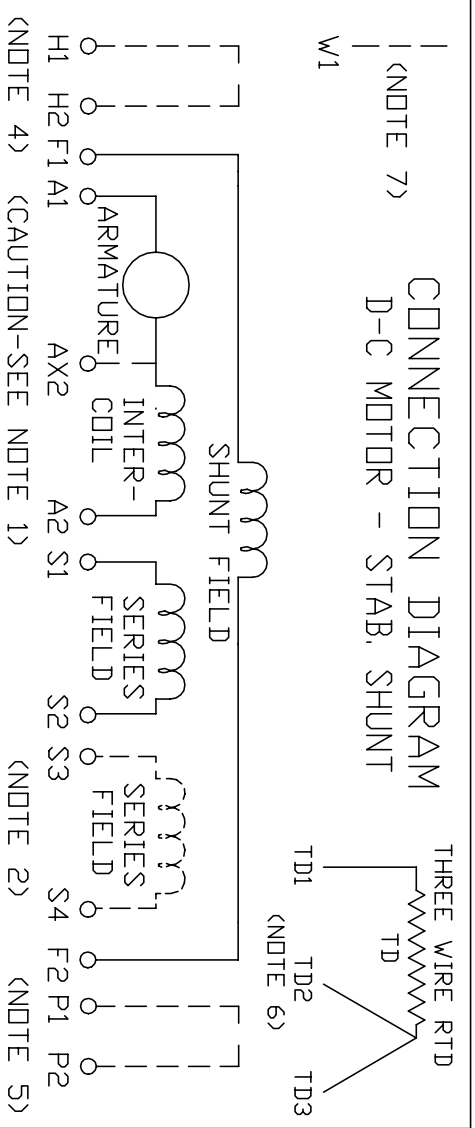 CONNECTION DIAGRAM
D-C MOTOR - STAB. SHUNT
W1
(NOTE 7)
THREE WIRE RTD
TD
TD1
TD2
TD3
(NOTE 6)
SHUNT FIELD
ARMATURE
INTER-
COIL
SERIES
FIELD
SERIES
FIELD
H1
H2
F1
A1
AX2
A2
S1
S2
S3
S4
F2
P1
P2
(NOTE 4)
(CAUTION-SEE NOTE 1)
(NOTE 2)
(NOTE 5)